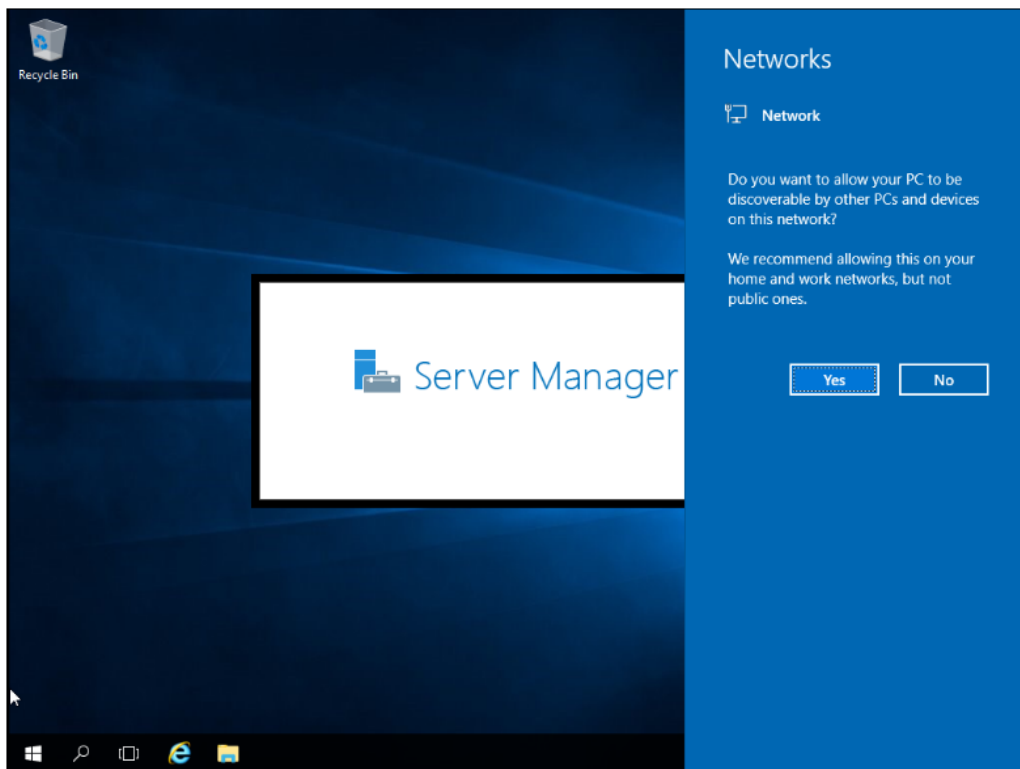 Recycle Bin
Networks
Network
Do you want to allow your PC to be
discoverable by other PCs and devices
on this network?
We recommend allowing this on your
home and work networks, but not
public ones.
Server Manager
Yes
No